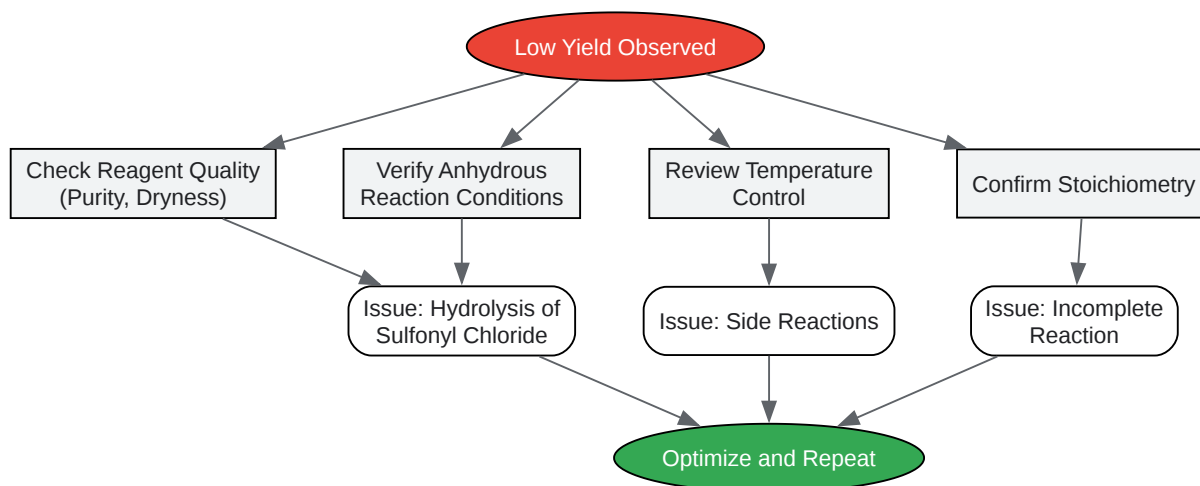 Low Yield Observed
Check Reagent Quality
(Purity, Dryness)
Verify Anhydrous
Reaction Conditions
Review Temperature
Control
Confirm Stoichiometry
Issue: Hydrolysis of
Sulfonyl Chloride
Issue: Side Reactions
Issue: Incomplete
Reaction
Optimize and Repeat